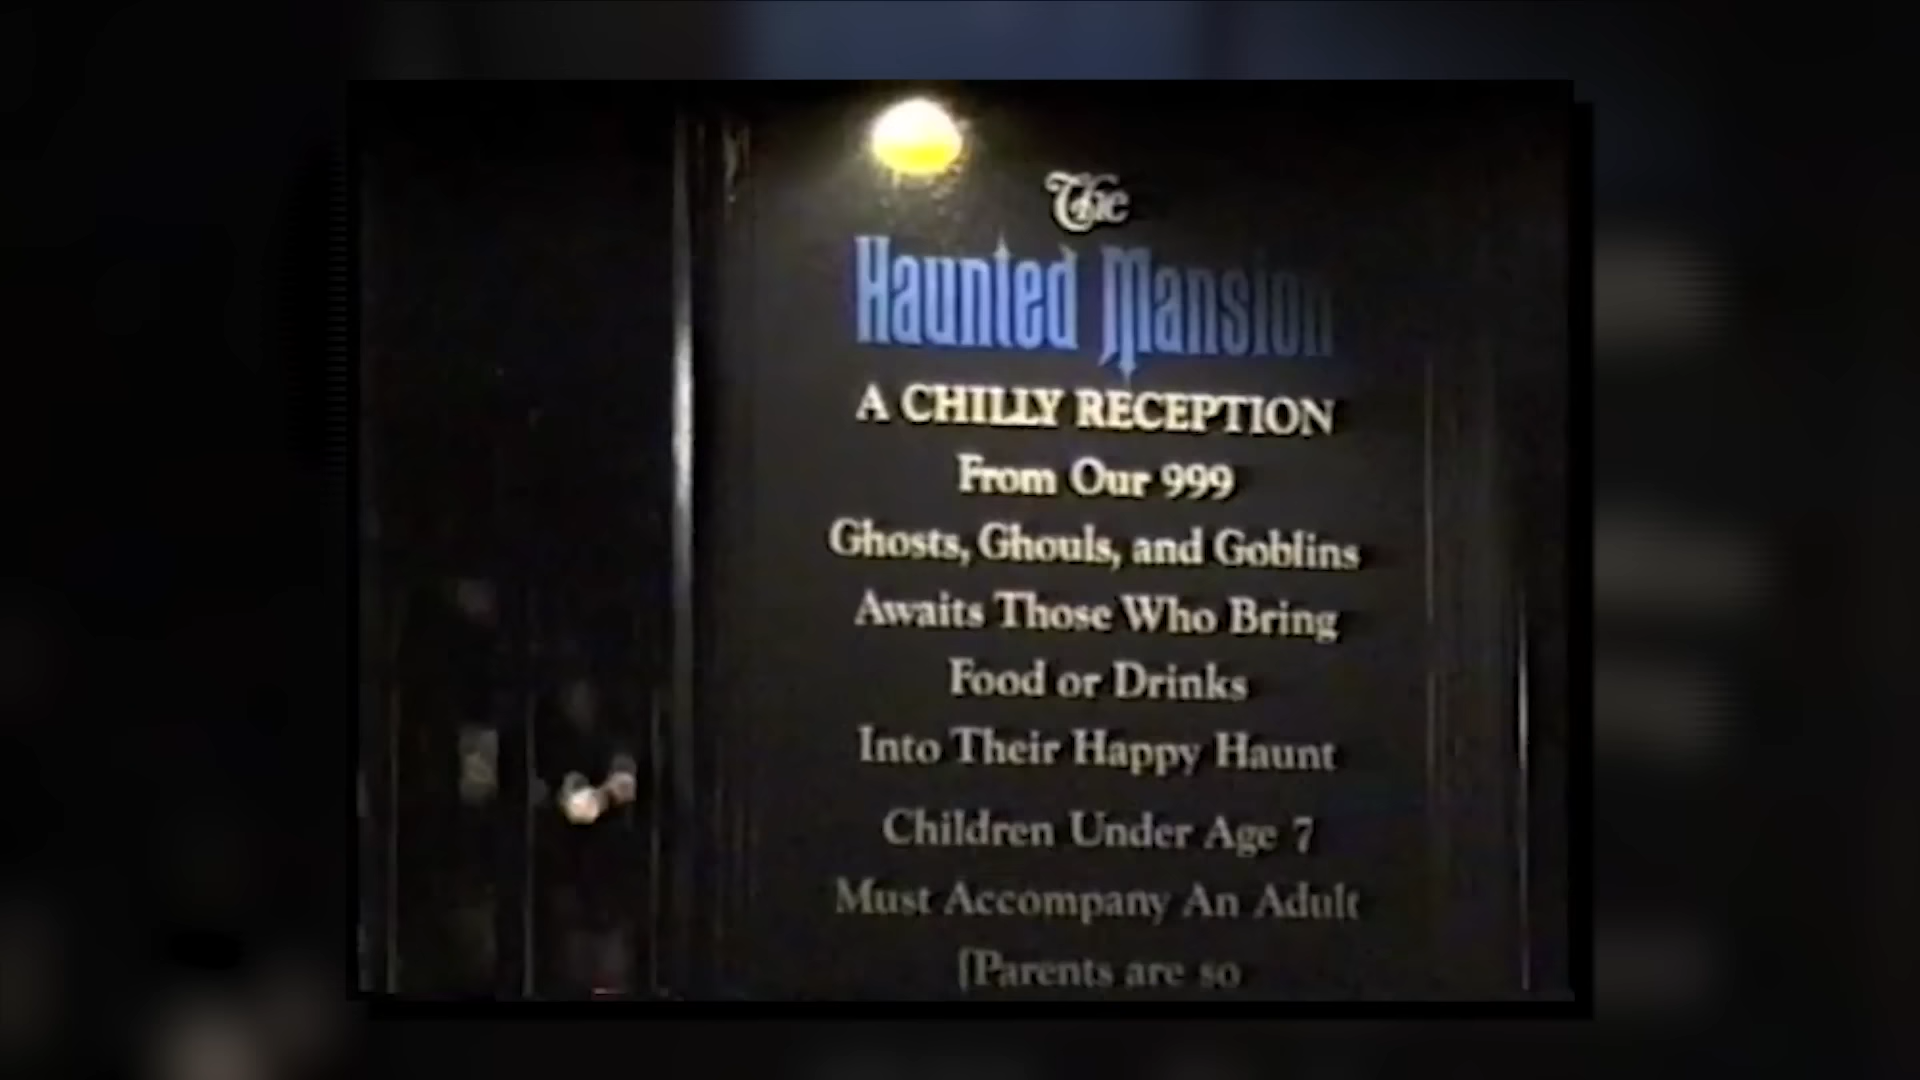 The
Haunted Mansion
A CHILLY RECEPTION
From Our 999
Ghosts, Ghouls, and Goblins
Awaits Those Who Bring
Food or Drinks
Into Their Happy Haunt
Children Under Age 7
Must Accompany An Adult
[Parents are so